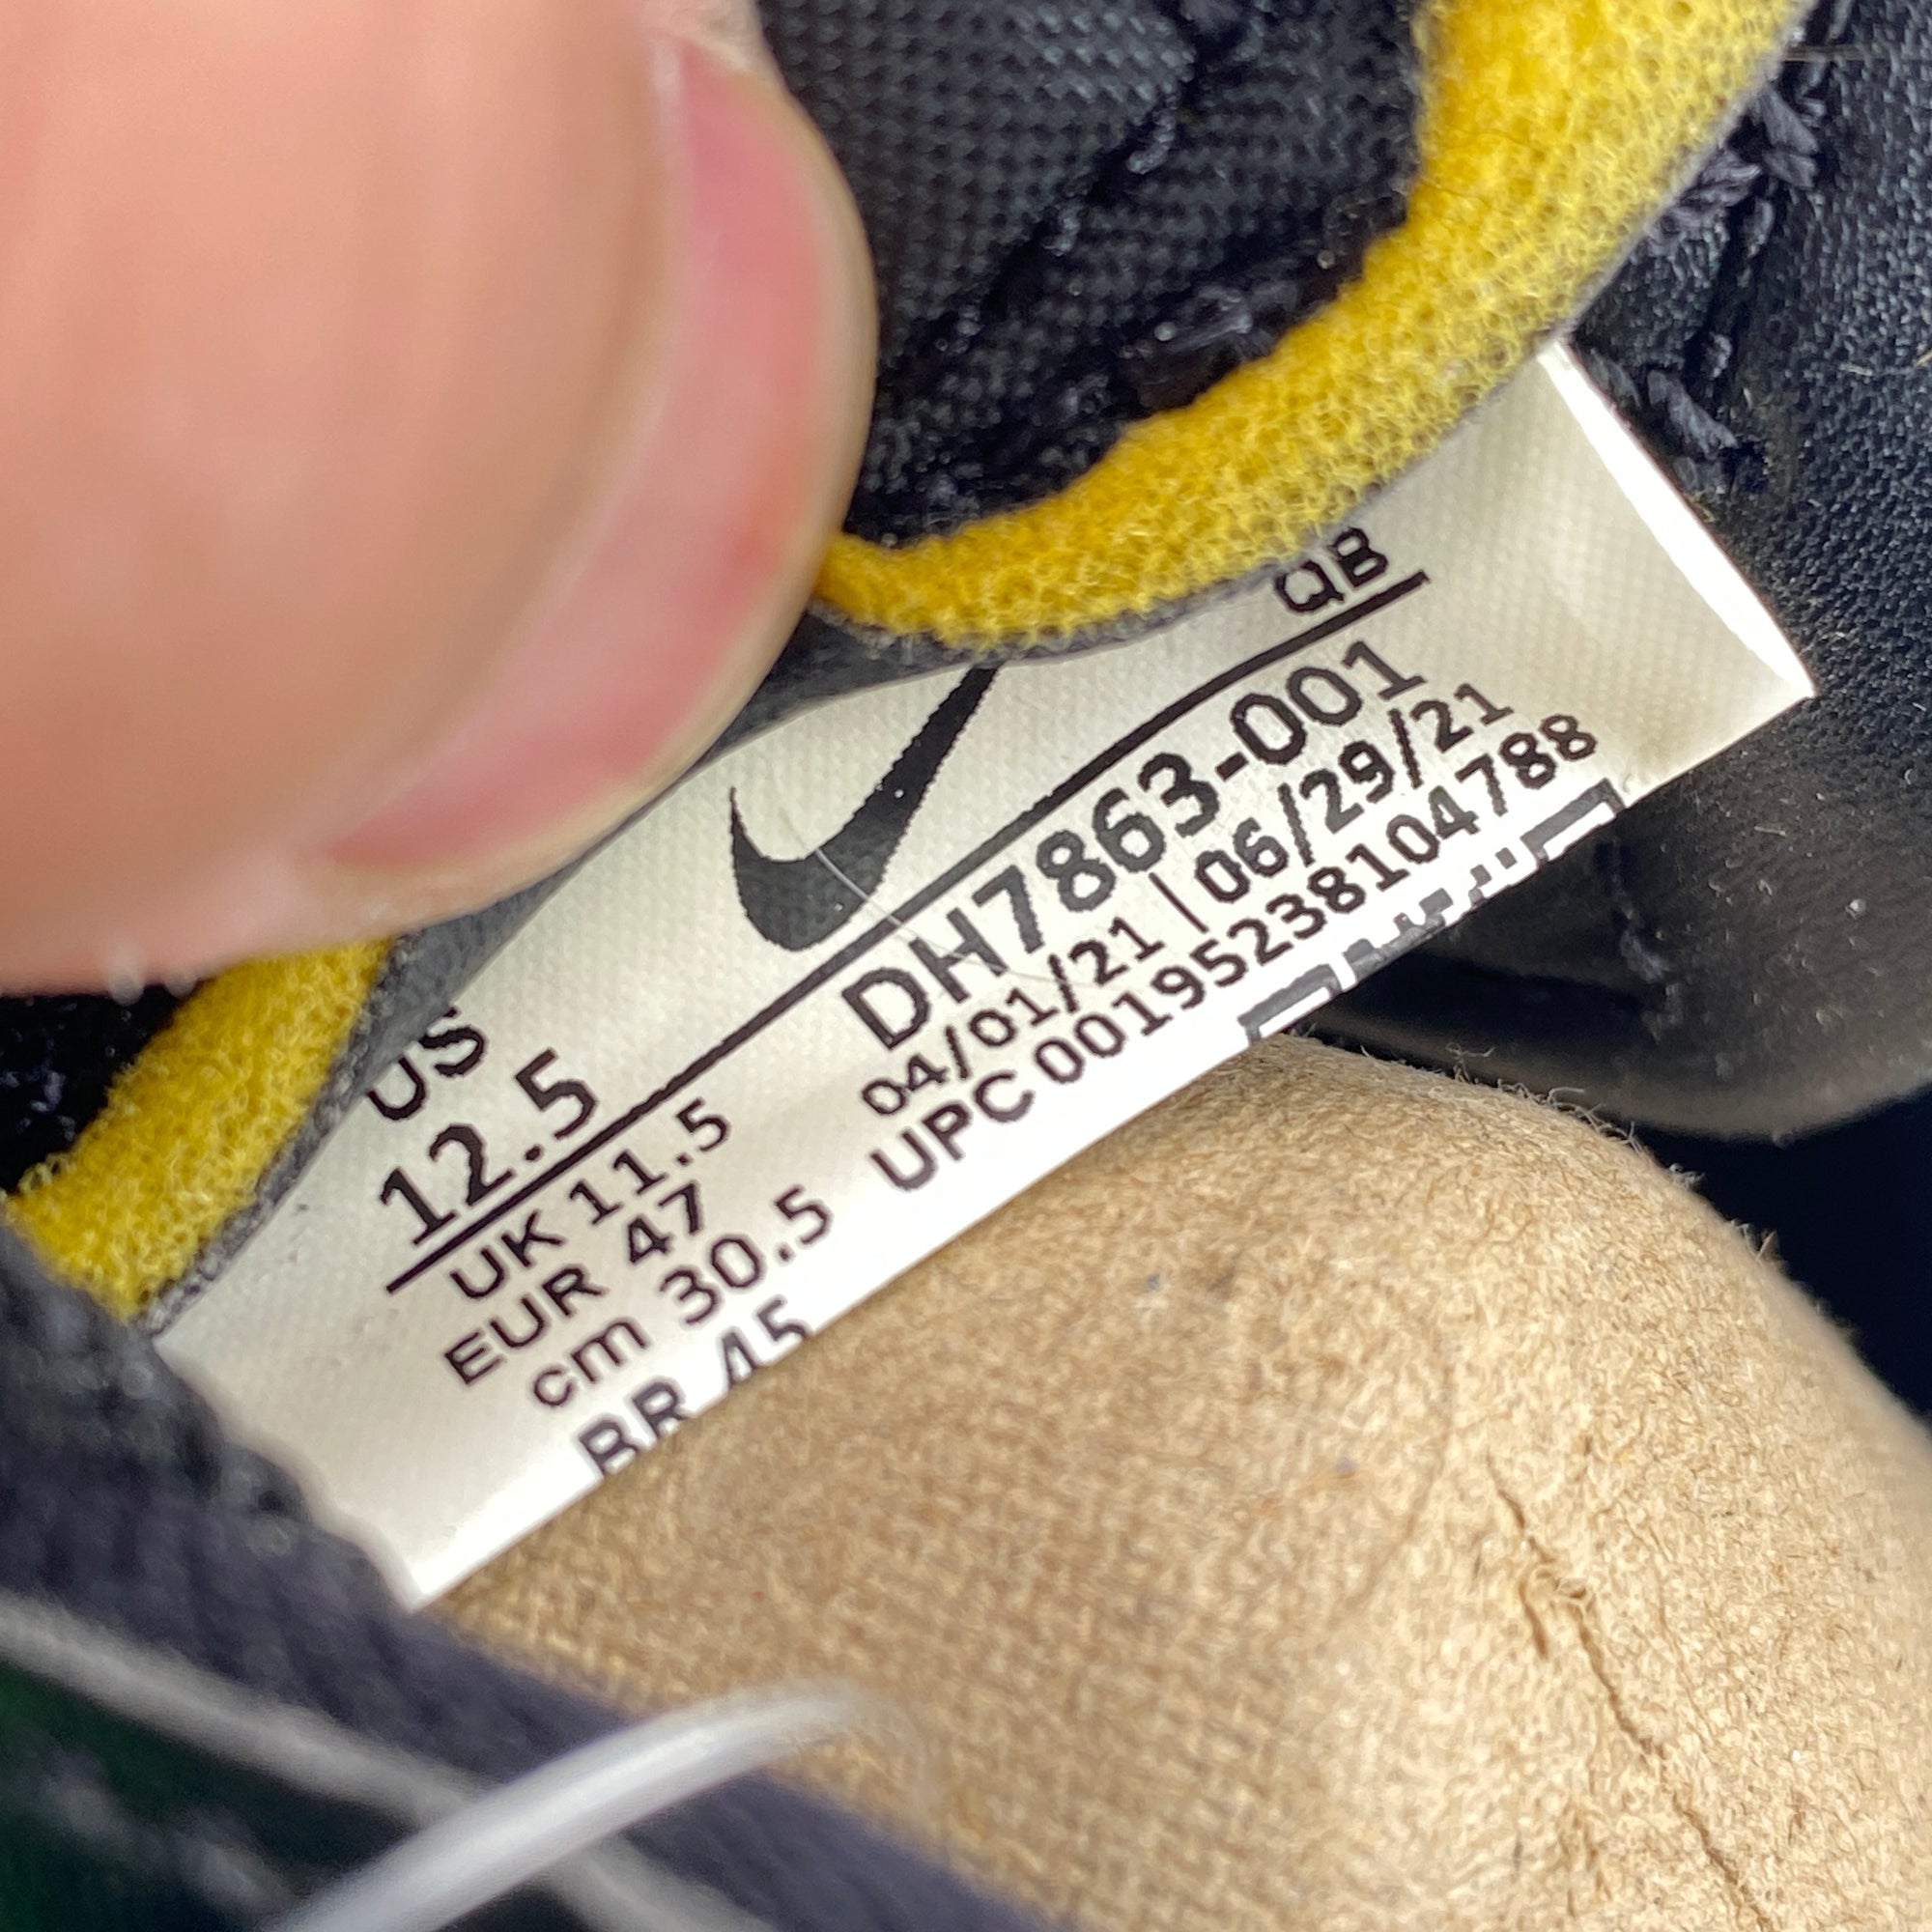 US
12.5
UK 11.5
EUR 47
cm 30.5
BR 45
QB
DH7863-001
04/01/21 | 06/29/21
UPC 00195238104788